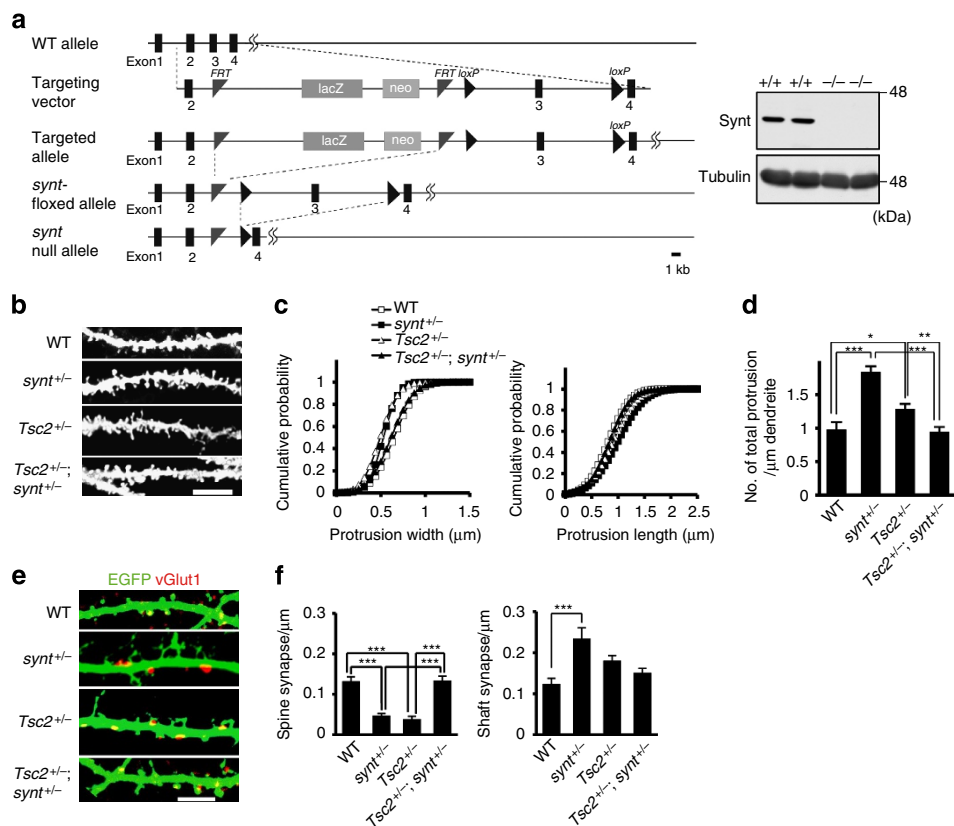 a
WT allele
Exon1 2 3 4
Targeting vector
FRT FRT loxP loxP
lacZ neo
2 3 4
Targeted allele
loxP
lacZ neo
Exon1 2 3 4
synt-floxed allele
Exon1 2 3 4
synt null allele
Exon1 2 4
1 kb
+/+ +/+ –/– –/–
48
Synt
Tubulin
48
(kDa)
b
WT
synt+/–
Tsc2+/–
Tsc2+/–;
synt+/–
c
WT
synt+/–
Tsc2+/–
Tsc2+/–; synt+/–
Cumulative probability
1
0.8
0.6
0.4
0.2
0
0 0.5 1 1.5
Protrusion width (μm)
Cumulative probability
1
0.8
0.6
0.4
0.2
0
0 0.5 1 1.5 2 2.5
Protrusion length (μm)
d
No. of total protrusion
/μm dendreite
* **
*** ***
1.5
1
0
WT
synt+/–
Tsc2+/–
Tsc2+/–; synt+/–
e
EGFP vGlut1
WT
synt+/–
Tsc2+/–
Tsc2+/–;
synt+/–
f
Spine synapse/μm
0.3
0.2
0.1
0
*** ***
*** ***
WT
synt+/–
Tsc2+/–
Tsc2+/–; synt+/–
Shaft synapse/μm
0.3
0.2
0.1
0
***
WT
synt+/–
Tsc2+/–
Tsc2+/–; synt+/–